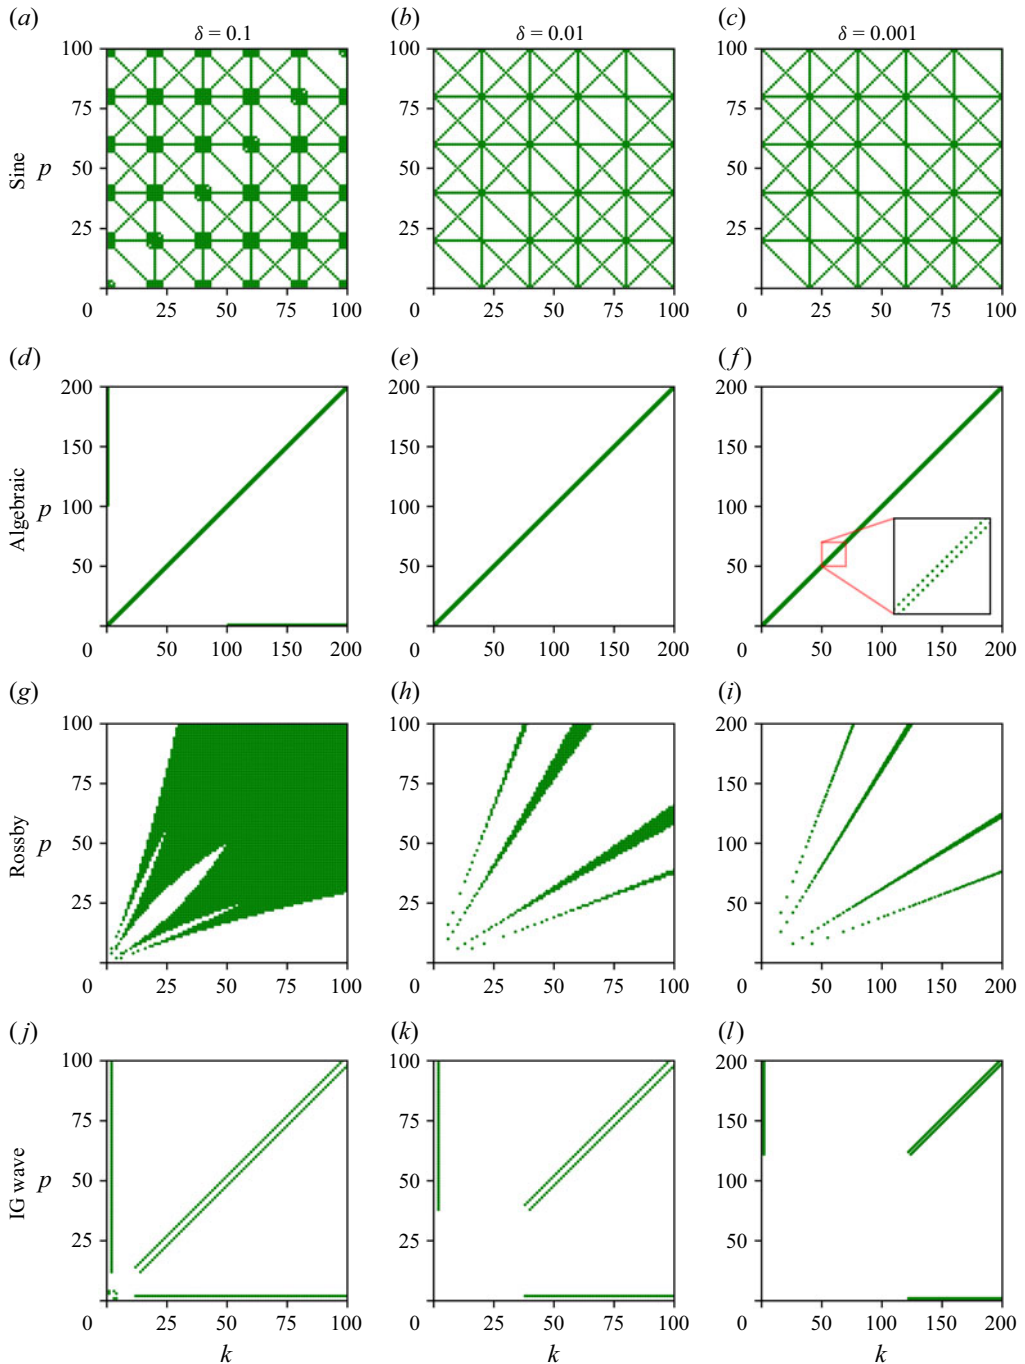 (a) (b) (c)
δ = 0.1 δ = 0.01 δ = 0.001
100 100 100
75 75 75
Sine p 50 50 50
25 25 25
0 25 50 75 100 0 25 50 75 100 0 25 50 75 100
(d) (e) (f)
200 200 200
150 150 150
Algebraic p 100 100 100
50 50 50
0 50 100 150 200 0 50 100 150 200 0 50 100 150 200
(g) (h) (i)
100 100 200
75 75 150
Rossby p 50 50 100
25 25 50
0 25 50 75 100 0 25 50 75 100 0 50 100 150 200
(j) (k) (l)
100 100 200
75 75 150
IG wave p 50 50 100
25 25 50
0 25 50 75 100 0 25 50 75 100 0 50 100 150 200
k k k